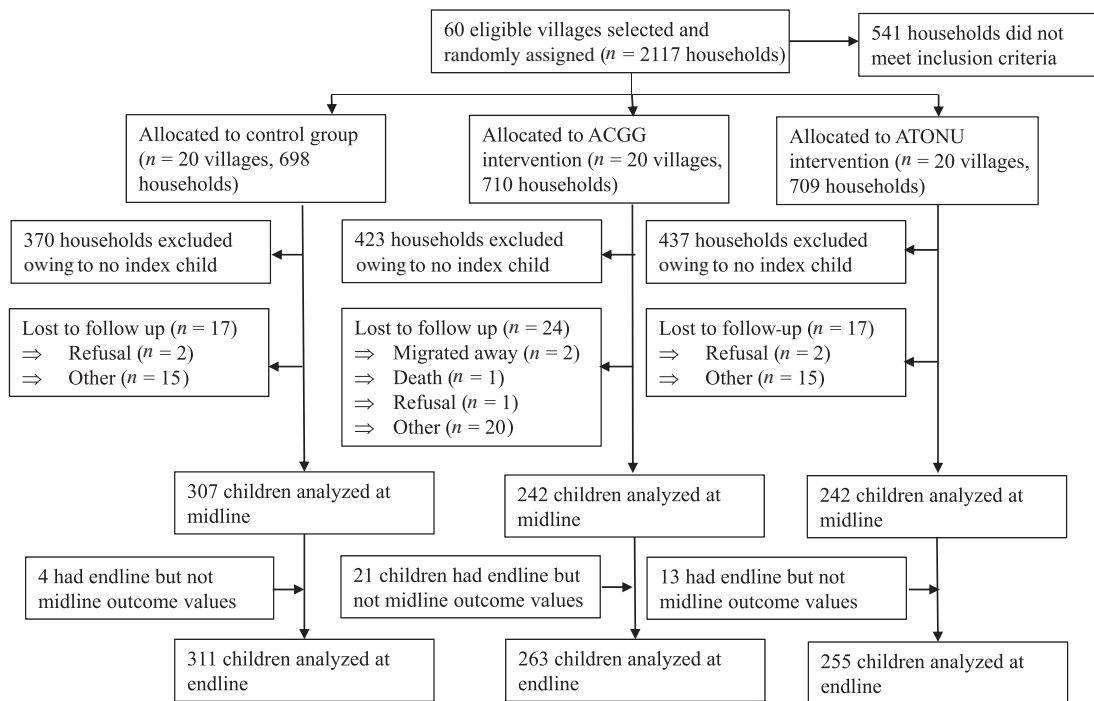 60 eligible villages selected and
randomly assigned (n = 2117 households)
541 households did not
meet inclusion criteria
Allocated to control group
(n = 20 villages, 698
households)
Allocated to ACGG
intervention (n = 20 villages,
710 households)
Allocated to ATONU
intervention (n = 20 villages,
709 households)
370 households excluded
owing to no index child
423 households excluded
owing to no index child
437 households excluded
owing to no index child
Lost to follow up (n = 17)
⇒ Refusal (n = 2)
⇒ Other (n = 15)
Lost to follow up (n = 24)
⇒ Migrated away (n = 2)
⇒ Death (n = 1)
⇒ Refusal (n = 1)
⇒ Other (n = 20)
Lost to follow-up (n = 17)
⇒ Refusal (n = 2)
⇒ Other (n = 15)
307 children analyzed at
midline
242 children analyzed at
midline
242 children analyzed at
midline
4 had endline but not
midline outcome values
21 children had endline but
not midline outcome values
13 had endline but not
midline outcome values
311 children analyzed at
endline
263 children analyzed at
endline
255 children analyzed at
endline